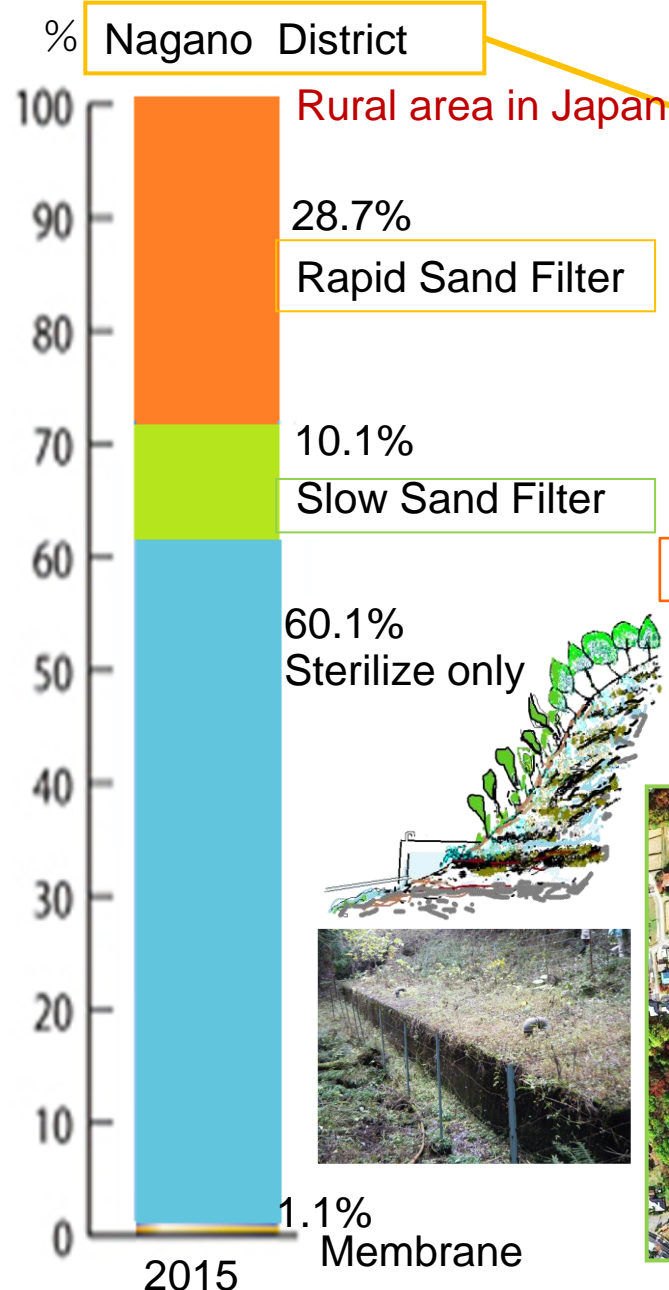 % Nagano District
Rural area in Japan
100
28.7%
90
Rapid Sand Filter
80
10.1%
70
Slow Sand Filter
60
60.1%
50
Sterilize only
40
30
20
10
1.1%
0
Membrane
2015